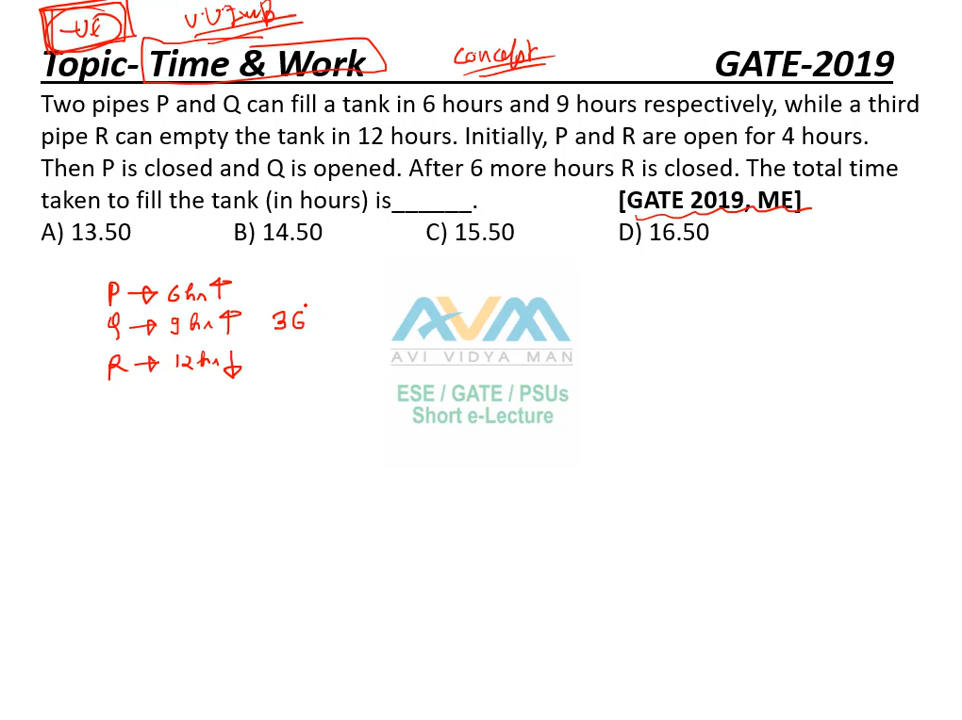 -ve
V.V.Imp
concept
Topic- Time & Work GATE-2019
Two pipes P and Q can fill a tank in 6 hours and 9 hours respectively, while a third
pipe R can empty the tank in 12 hours. Initially, P and R are open for 4 hours.
Then P is closed and Q is opened. After 6 more hours R is closed. The total time
taken to fill the tank (in hours) is______. [GATE 2019, ME]
A) 13.50 B) 14.50 C) 15.50 D) 16.50
P → 6 hr ↑
Q → 9 hr ↑ 36
R → 12 hr ↓
AVM
AVI VIDYA MAN
ESE / GATE / PSUs
Short e-Lecture